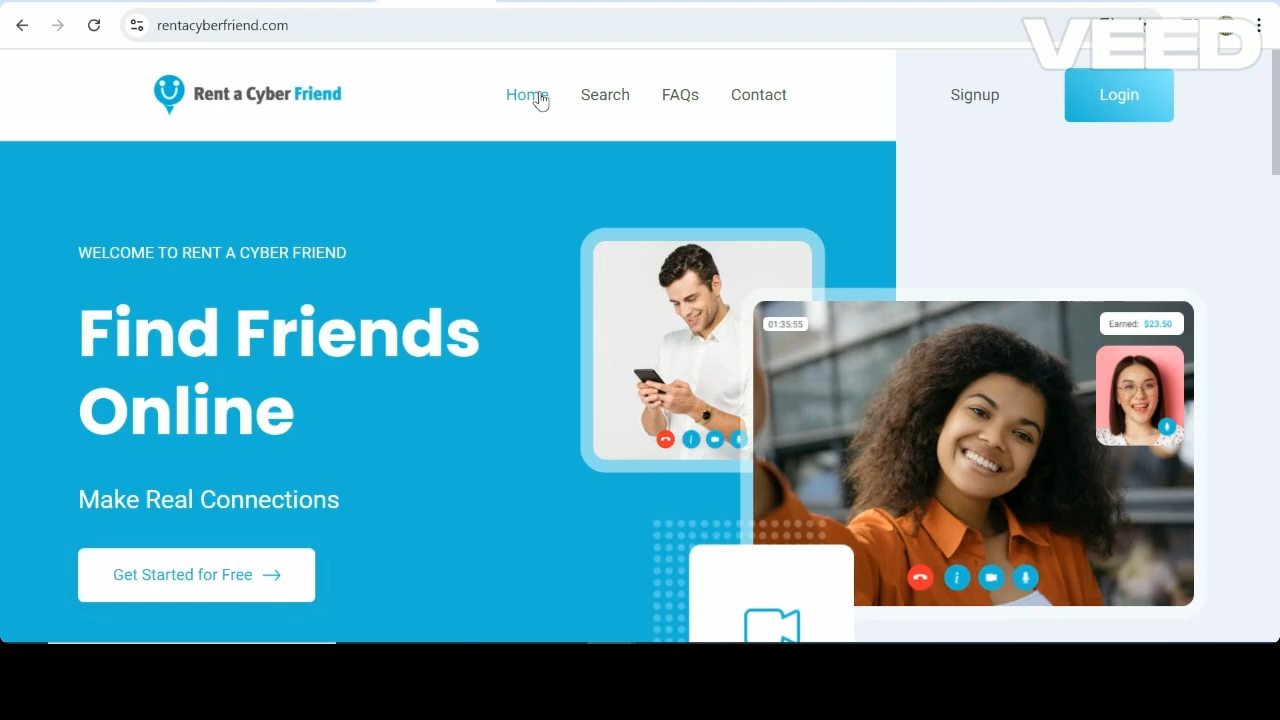 rentacyberfriend.com
VEED
Rent a Cyber Friend
Home
Search
FAQs
Contact
Signup
Login
WELCOME TO RENT A CYBER FRIEND
Find Friends
Online
Make Real Connections
Get Started for Free
01:35:55
Earned: $23.50